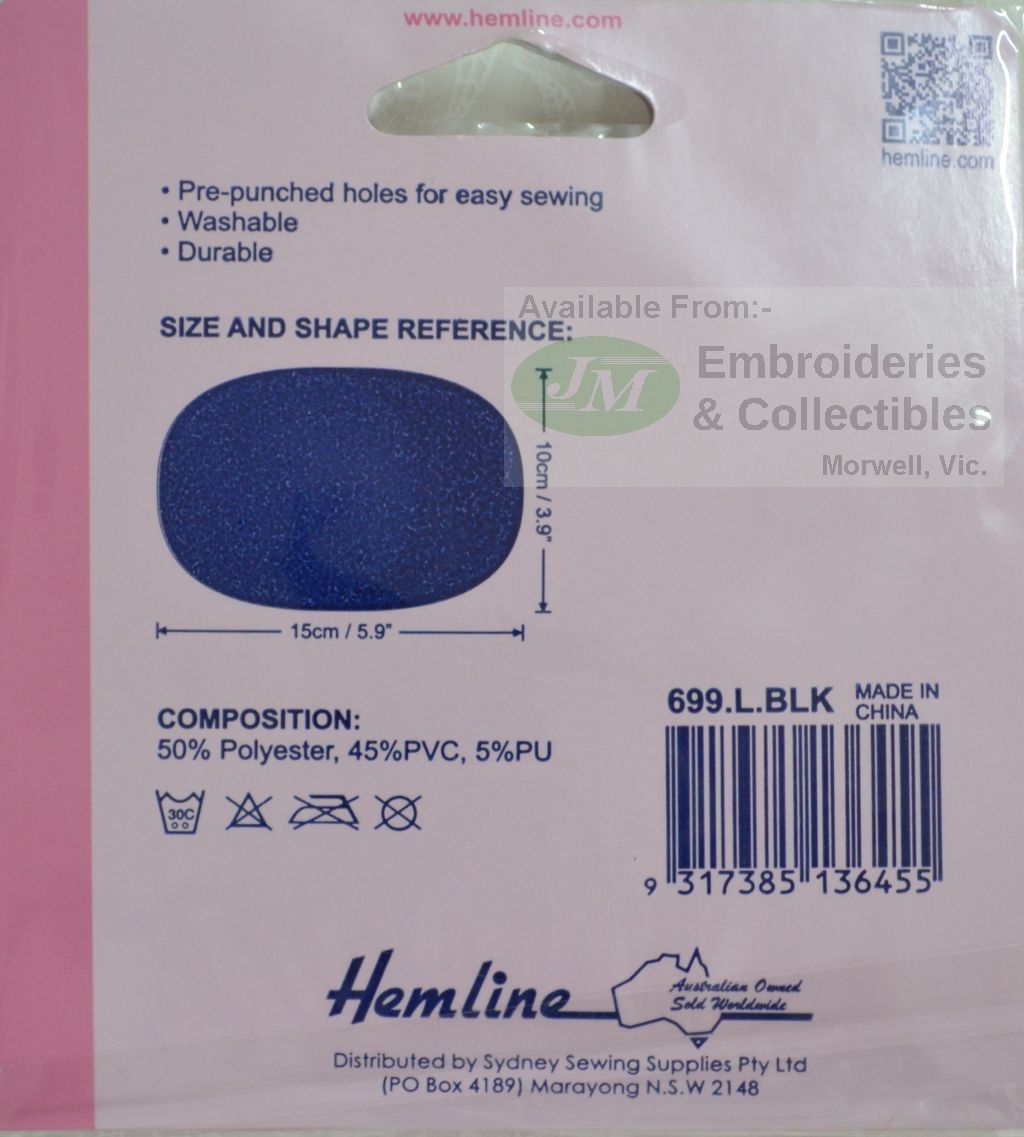 www.hemline.com
hemline.com
• Pre-punched holes for easy sewing
• Washable
• Durable
Available From:-
SIZE AND SHAPE REFERENCE:
JM
Embroideries
& Collectibles
Morwell, Vic.
10cm / 3.9"
15cm / 5.9"
699.L.BLK
MADE IN
CHINA
COMPOSITION:
50% Polyester, 45%PVC, 5%PU
30C
9 317385 136455
Hemline
Australian Owned
Sold Worldwide
Distributed by Sydney Sewing Supplies Pty Ltd
(PO Box 4189) Marayong N.S.W 2148